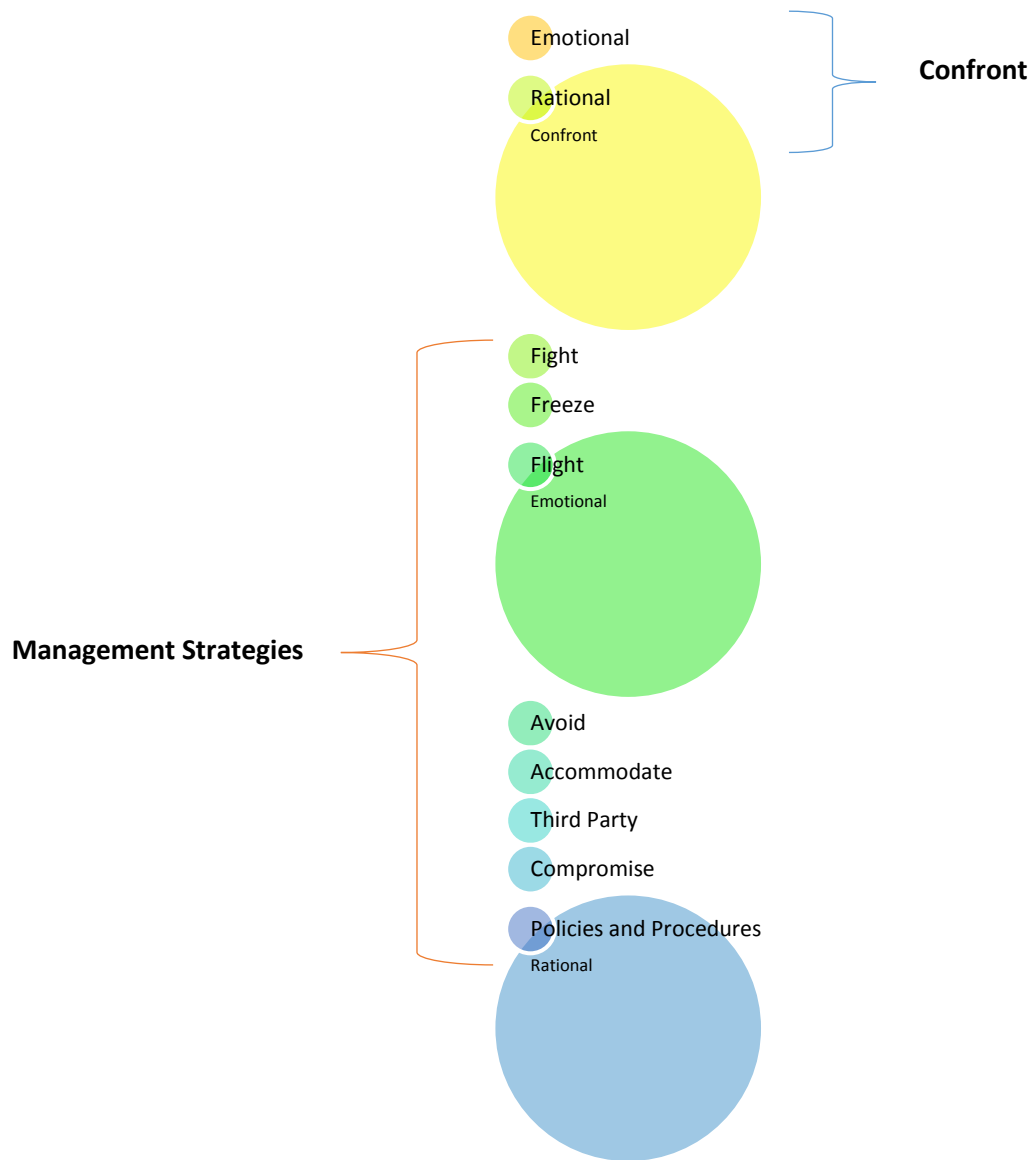 Emotional
Confront
Rational
Confront
Fight
Freeze
Flight
Emotional
Management Strategies
Avoid
Accommodate
Third Party
Compromise
Policies and Procedures
Rational